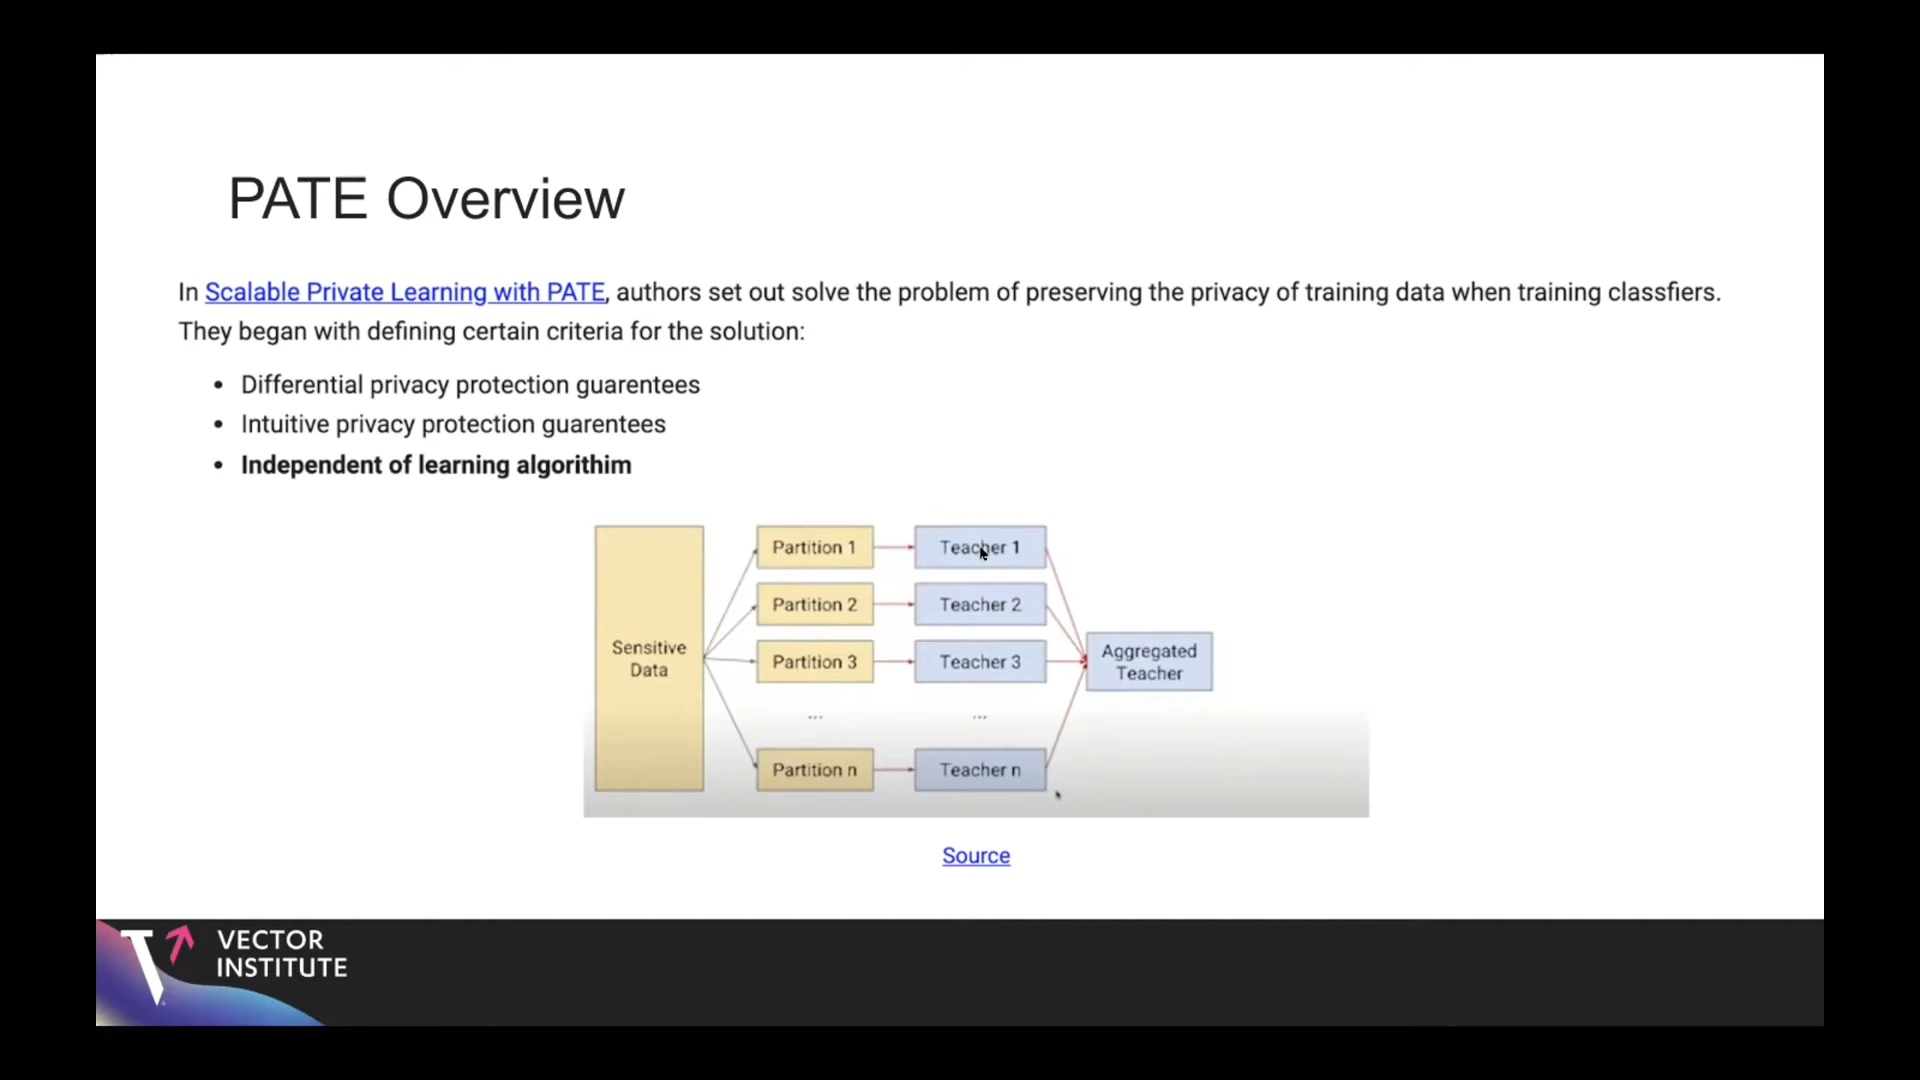 PATE Overview
In Scalable Private Learning with PATE, authors set out solve the problem of preserving the privacy of training data when training classfiers.
They began with defining certain criteria for the solution:
• Differential privacy protection guarentees
• Intuitive privacy protection guarentees
• Independent of learning algorithim
Sensitive
Data
Partition 1
Teacher 1
Partition 2
Teacher 2
Partition 3
Teacher 3
...
...
Partition n
Teacher n
Aggregated
Teacher
Source
VECTOR
INSTITUTE